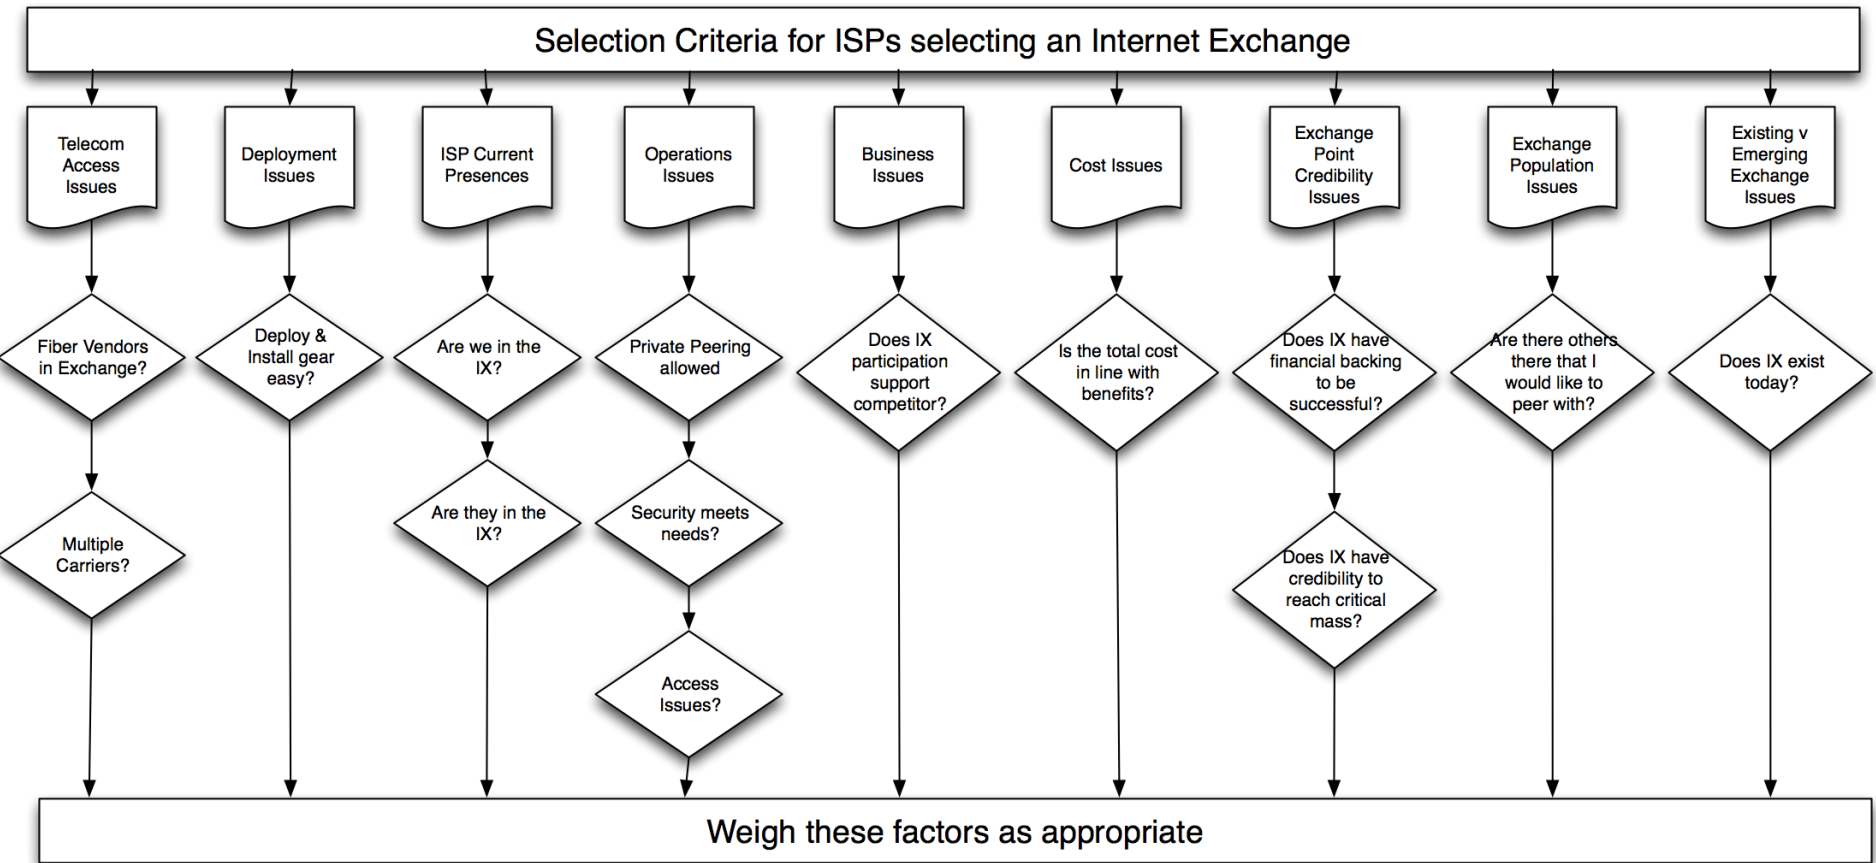 Selection Criteria for ISPs selecting an Internet Exchange
Telecom
Access
Issues
Deployment
Issues
ISP Current
Presences
Operations
Issues
Business
Issues
Cost Issues
Exchange
Point
Credibility
Issues
Exchange
Population
Issues
Existing v
Emerging
Exchange
Issues
Fiber Vendors
in Exchange?
Deploy &
Install gear
easy?
Are we in the
IX?
Private Peering
allowed
Does IX
participation
support
competitor?
Is the total cost
in line with
benefits?
Does IX have
financial backing
to be
successful?
Are there others
there that I
would like to
peer with?
Does IX exist
today?
Multiple
Carriers?
Are they in the
IX?
Security meets
needs?
Does IX have
credibility to
reach critical
mass?
Access
Issues?
Weigh these factors as appropriate